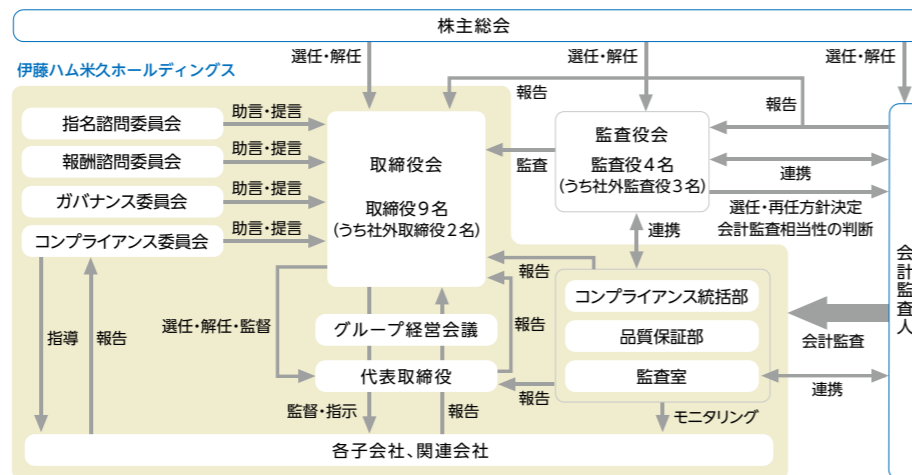 株主総会
伊藤ハム米久ホールディングス
選任・解任
選任・解任
選任・解任
報告
報告
指名諮問委員会
助言・提言
報酬諮問委員会
助言・提言
ガバナンス委員会
助言・提言
コンプライアンス委員会
助言・提言
取締役会
取締役9名
(うち社外取締役2名)
監査
監査役会
監査役4名
(うち社外監査役3名)
連携
選任・再任方針決定
会計監査相当性の判断
連携
会計監査人
報告
コンプライアンス統括部
品質保証部
監査室
会計監査
連携
指導
報告
選任・解任・監督
グループ経営会議
報告
代表取締役
報告
監督・指示
報告
モニタリング
各子会社、関連会社